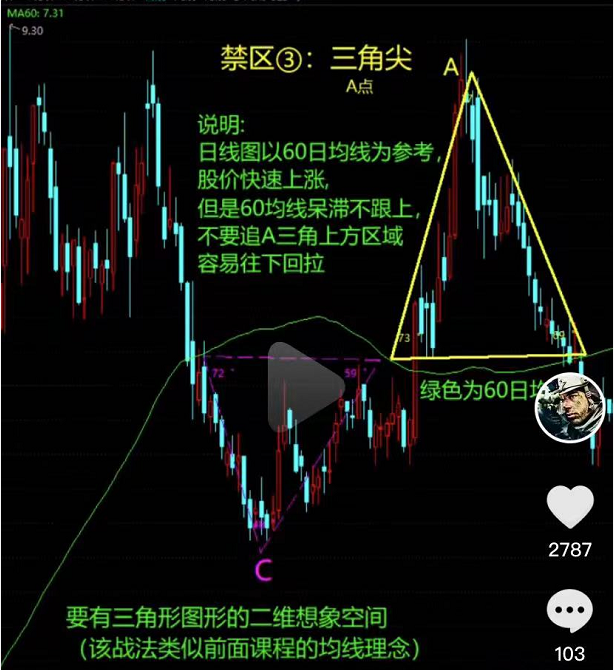 MA60: 7.31
9.30
禁区③：三角尖
A点
A
说明:
日线图以60日均线为参考,
股价快速上涨,
但是60均线呆滞不跟上,
不要追A三角上方区域
容易往下回拉
73
72
59
绿色为60日均
C
2787
要有三角形图形的二维想象空间
（该战法类似前面课程的均线理念）
103